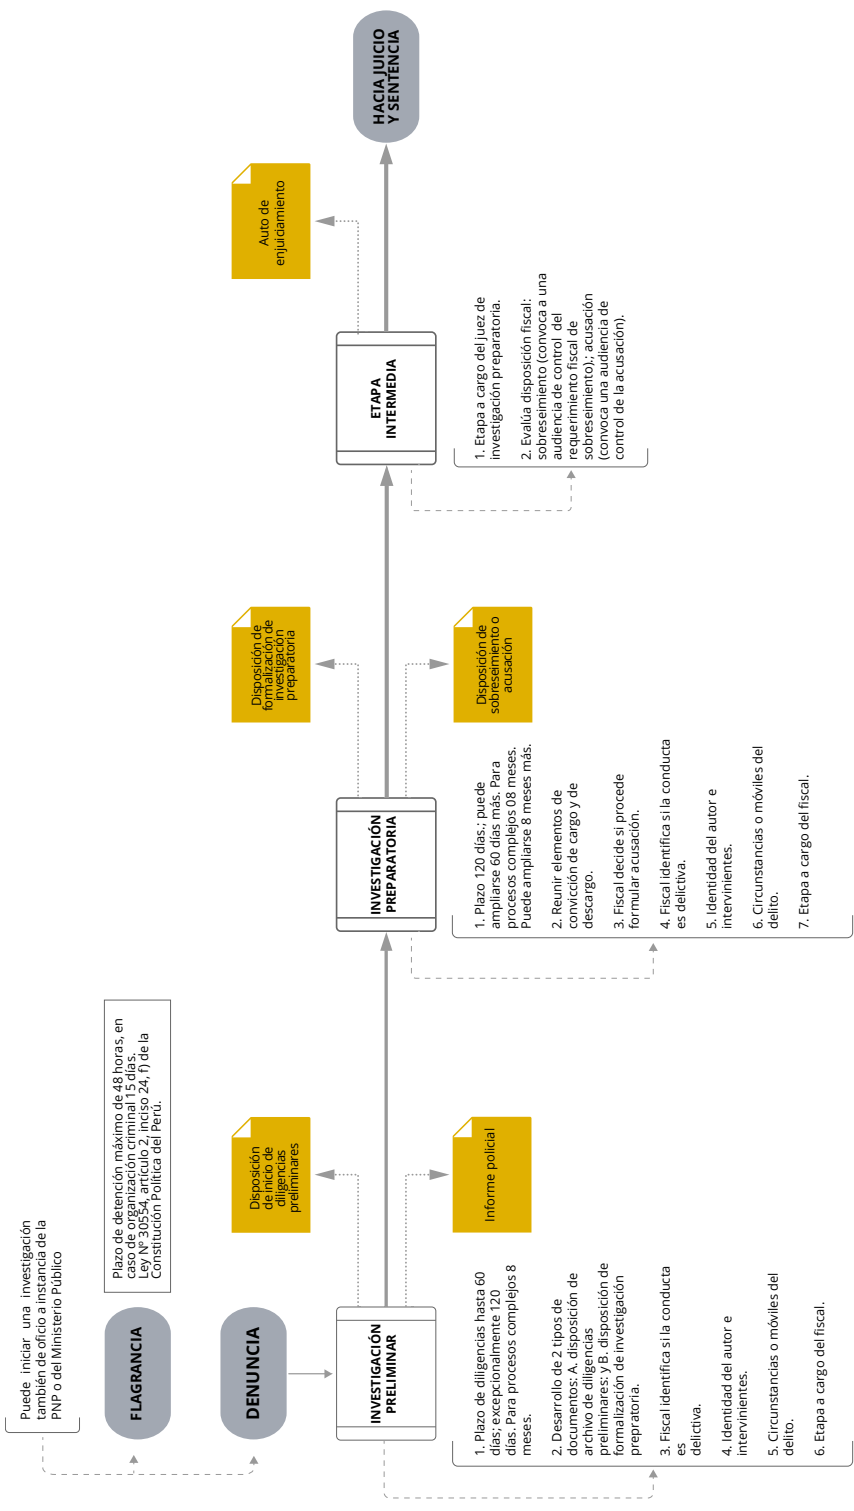 Puede iniciar una investigación
también de oficio a instancia de la
PNP o del Ministerio Público
FLAGRANCIA
Plazo de detención máximo de 48 horas, en
caso de organización criminal 15 días.
Ley Nº 30554, artículo 2, inciso 24, f) de la
Constitución Política del Perú.
DENUNCIA
INVESTIGACIÓN
PRELIMINAR
Disposición
de inicio de
diligencias
preliminares
Informe policial
1. Plazo de diligencias hasta 60
días; excepcionalmente 120
días. Para procesos complejos 8
meses.
2. Desarrollo de 2 tipos de
documentos: A. disposición de
archivo de diligencias
preliminares: y B. disposición de
formalización de investigación
prepratoria.
3. Fiscal identifica si la conducta
es
delictiva.
4. Identidad del autor e
intervinientes.
5. Circunstancias o móviles del
delito.
6. Etapa a cargo del fiscal.
INVESTIGACIÓN
PREPARATORIA
Disposición de
formalización de
investigación
preparatoria
Disposición de
sobreseimiento o
acusación
1. Plazo 120 días.; puede
ampliarse 60 días más. Para
procesos complejos 08 meses.
Puede ampliarse 8 meses más.
2. Reunir elementos de
convicción de cargo y de
descargo.
3. Fiscal decide si procede
formular acusación.
4. Fiscal identifica si la conducta
es delictiva.
5. Identidad del autor e
intervinientes.
6. Circunstancias o móviles del
delito.
7. Etapa a cargo del fiscal.
ETAPA
INTERMEDIA
Auto de
enjuiciamiento
1. Etapa a cargo del juez de
investigación preparatoria.
2. Evalúa disposición fiscal:
sobreseimiento (convoca a una
audiencia de control del
requerimiento fiscal de
sobreseimiento).; acusación
(convoca una audiencia de
control de la acusación).
HACIA JUICIO
Y SENTENCIA